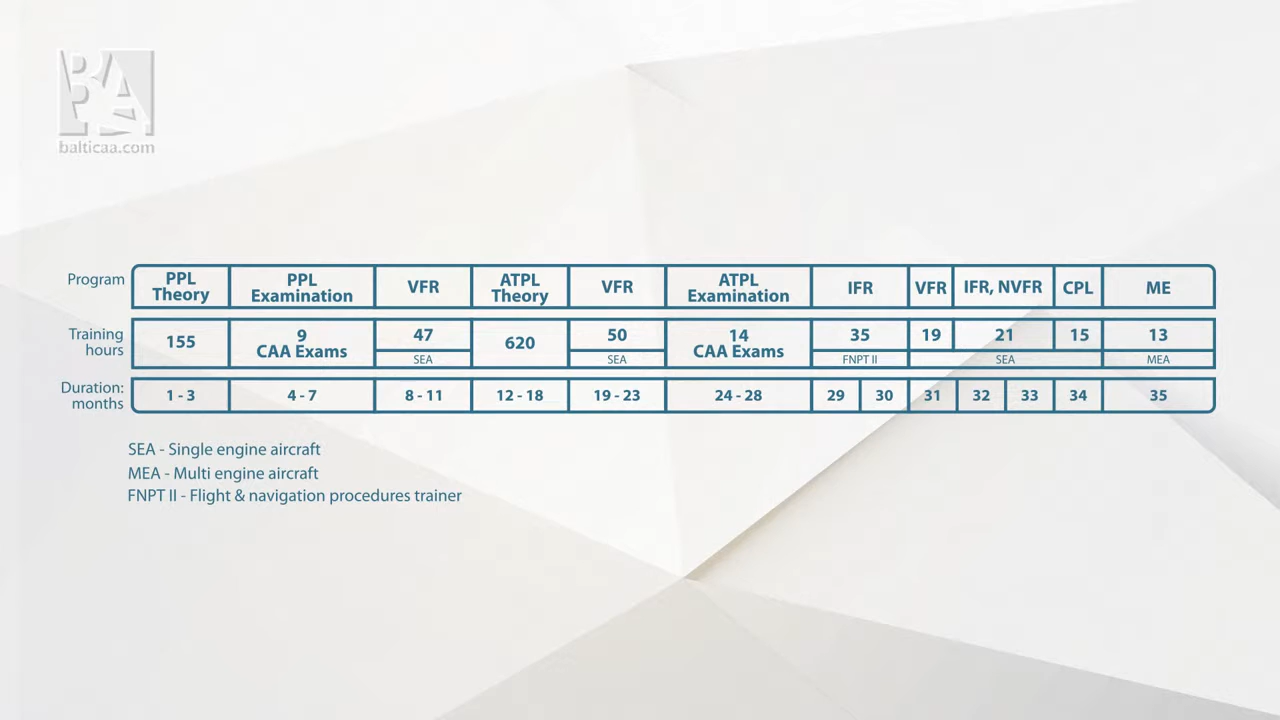 BA
balticaa.com
Program
PPL Theory
PPL Examination
VFR
ATPL Theory
VFR
ATPL Examination
IFR
VFR
IFR, NVFR
CPL
ME
Training hours
155
9 CAA Exams
47
SEA
620
50
SEA
14 CAA Exams
35
FNPT II
19
21
15
SEA
13
MEA
Duration: months
1 - 3
4 - 7
8 - 11
12 - 18
19 - 23
24 - 28
29
30
31
32
33
34
35
SEA - Single engine aircraft
MEA - Multi engine aircraft
FNPT II - Flight & navigation procedures trainer